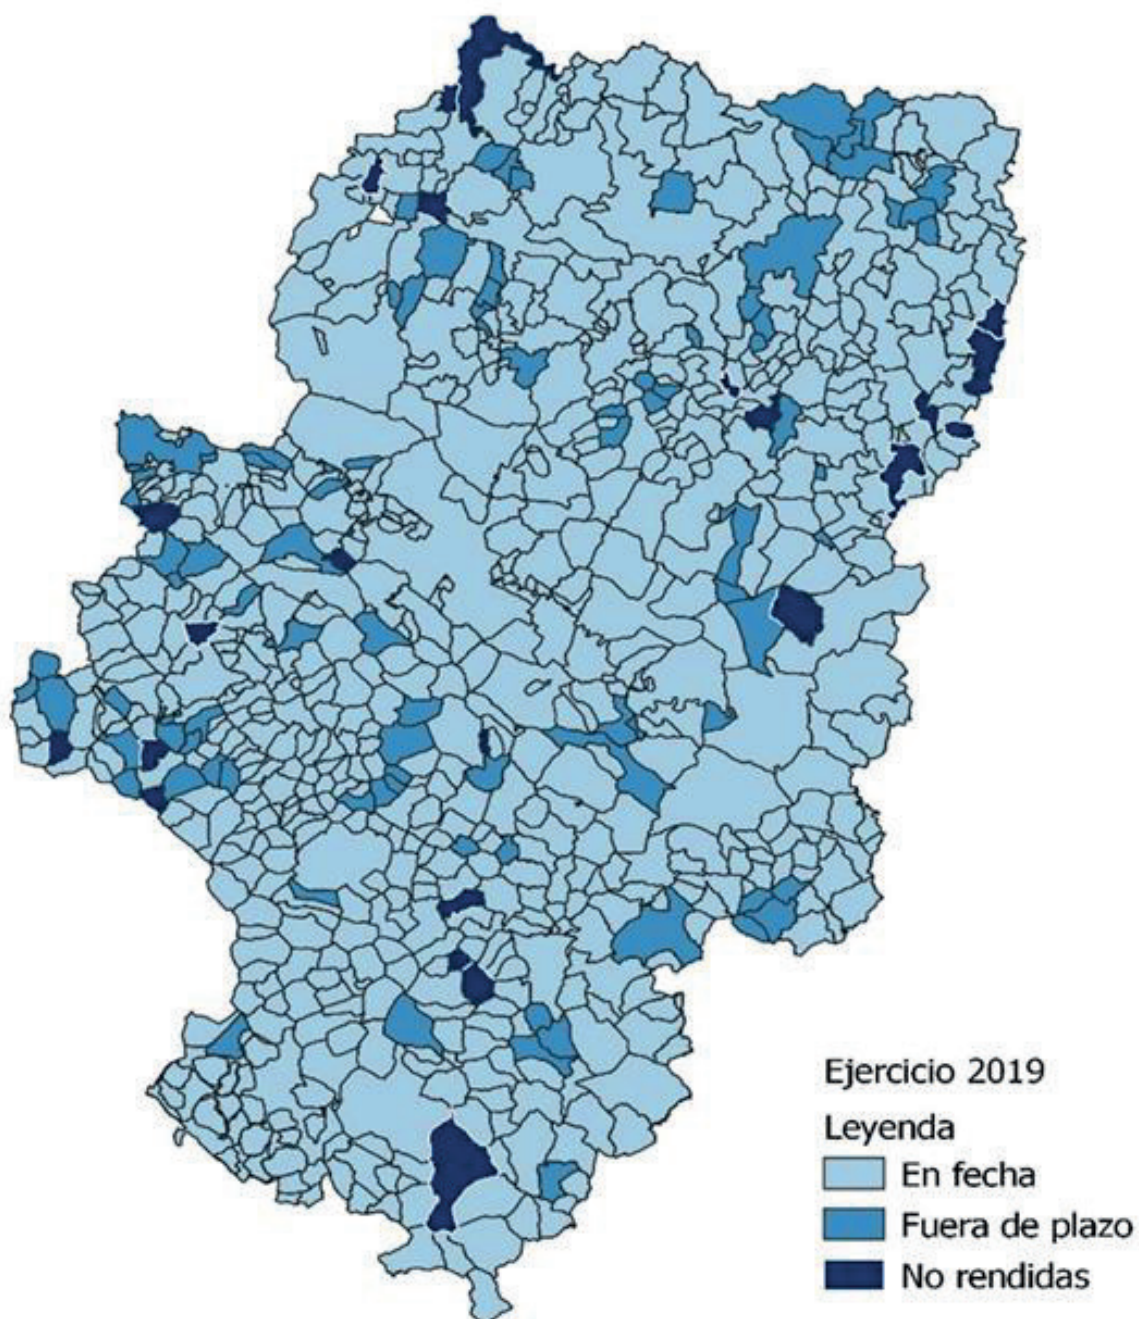 Ejercicio 2019
Leyenda
En fecha
Fuera de plazo
No rendidas